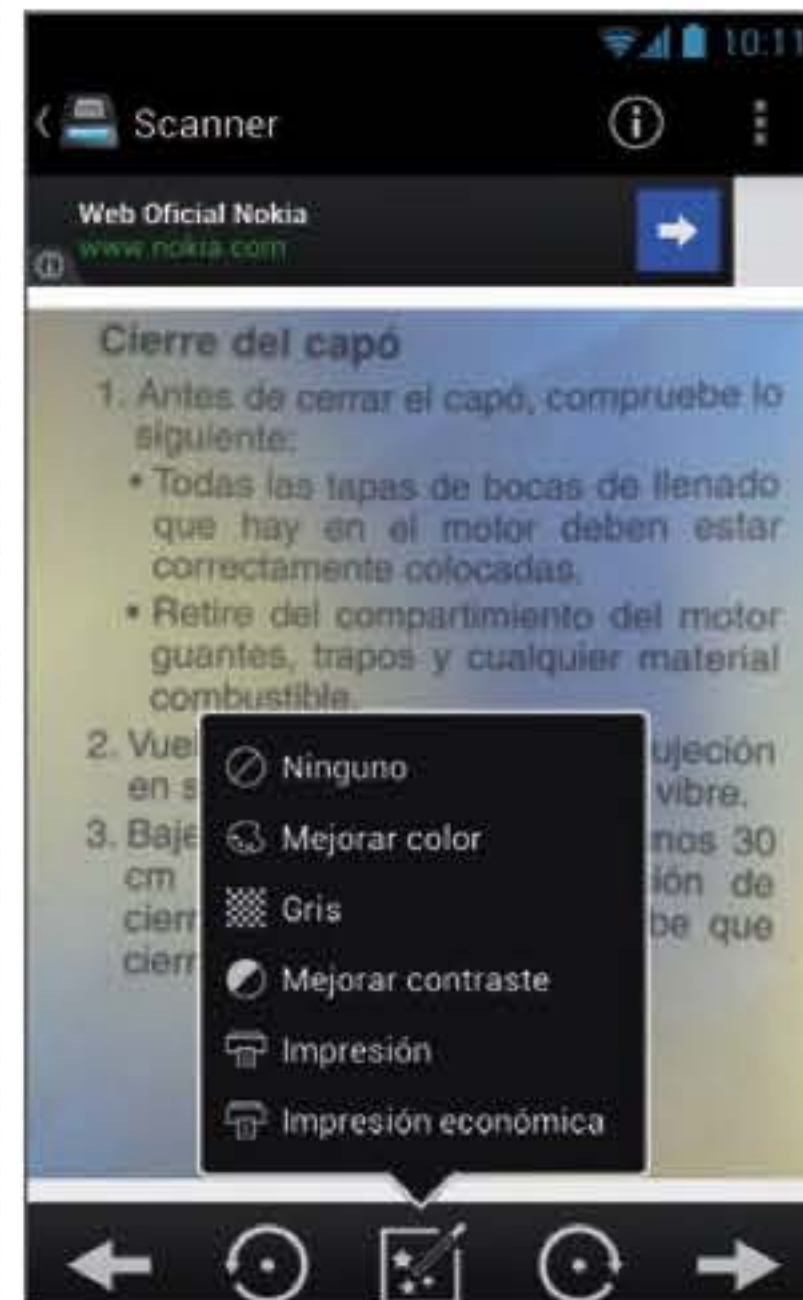 10:11
Scanner
Web Oficial Nokia
www.nokia.com
Cierre del capó
1. Antes de cerrar el capó, compruebe lo
siguiente:
• Todas las tapas de bocas de llenado
que hay en el motor deben estar
correctamente colocadas.
• Retire del compartimiento del motor
guantes, trapos y cualquier material
combustible.
2. Vuel ujeción
en s vibre.
3. Baje nos 30
cm ión de
cierr be que
cierr
Ninguno
Mejorar color
Gris
Mejorar contraste
Impresión
Impresión económica